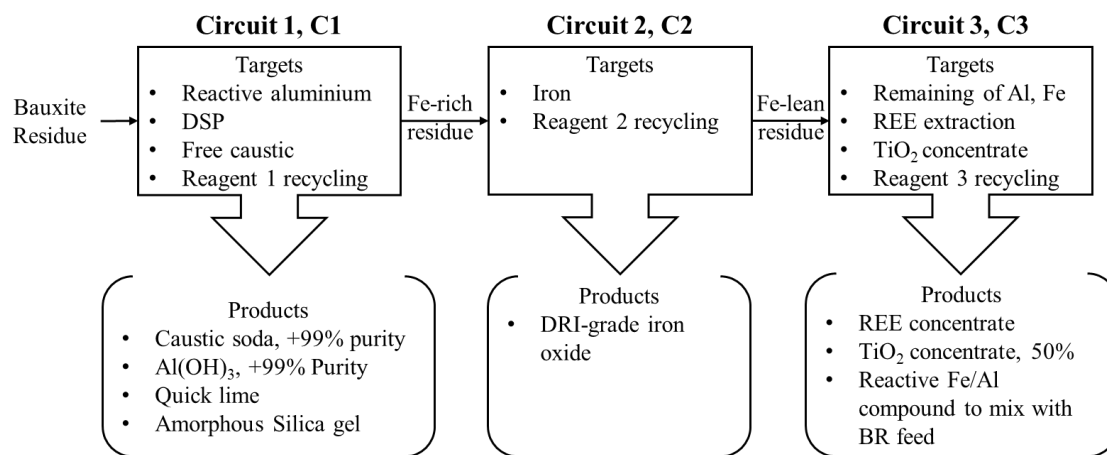 Circuit 1, C1
Circuit 2, C2
Circuit 3, C3
Bauxite
Residue
Targets
• Reactive aluminium
• DSP
• Free caustic
• Reagent 1 recycling
Fe-rich
residue
Targets
• Iron
• Reagent 2 recycling
Fe-lean
residue
Targets
• Remaining of Al, Fe
• REE extraction
• TiO₂ concentrate
• Reagent 3 recycling
Products
• Caustic soda, +99% purity
• Al(OH)₃, +99% Purity
• Quick lime
• Amorphous Silica gel
Products
• DRI-grade iron
oxide
Products
• REE concentrate
• TiO₂ concentrate, 50%
• Reactive Fe/Al
compound to mix with
BR feed